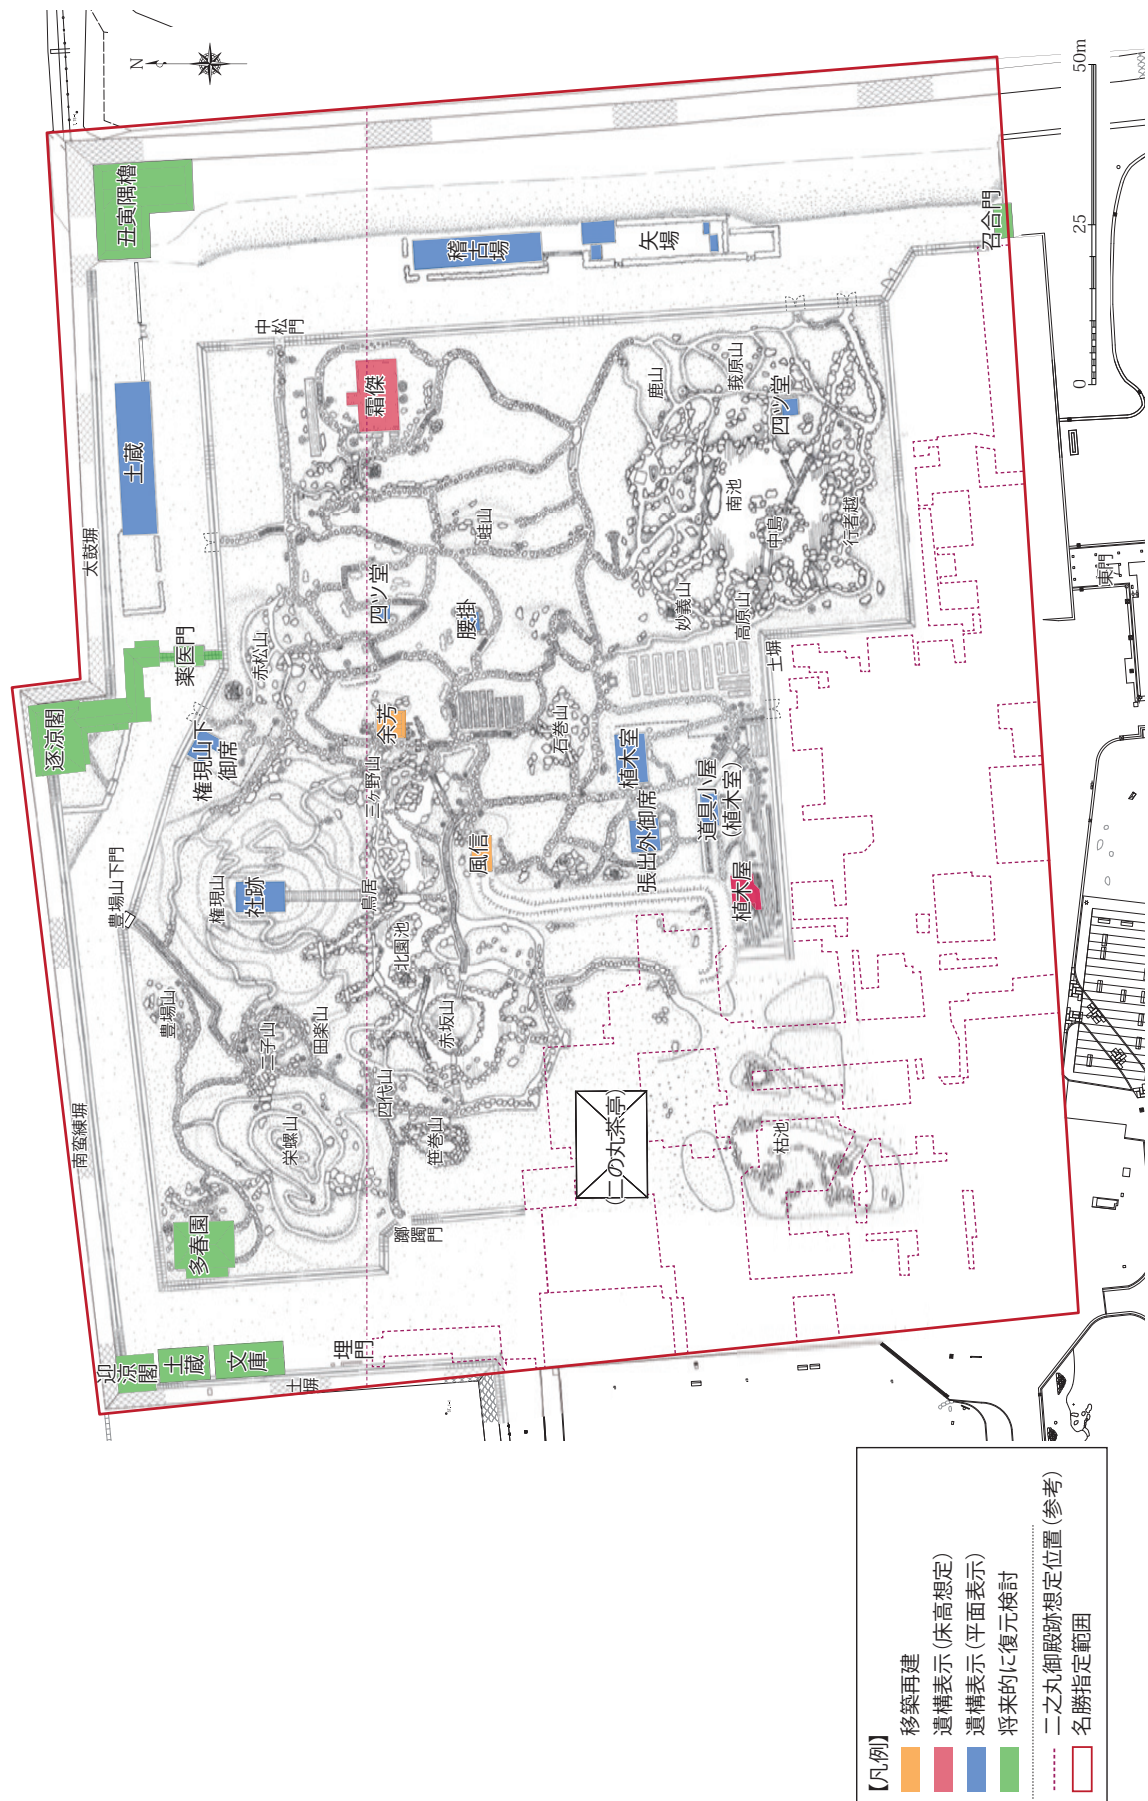 N
丑寅隅櫓
太鼓塀
土蔵
稽古場
矢場
召合門
中松門
霜傑
鹿山
莪原山
四ツ堂
南池
中島
行者越
蛙山
妙義山
高原山
四ツ堂
腰掛
薬医門
赤松山
逐涼閣
権現山下
御席
余芳
石巻山
土塀
三ヶ野山
植木室
道具小屋
(植木室)
張出外御席
風信
植木屋
豊場山下門
権現山
社跡
鳥居
北園池
豊場山
二子山
田楽山
赤坂山
四代山
笹巻山
栄螺山
南蛮練塀
多春園
躑躅門
(二の丸茶亭)
枯池
迎涼閣
土蔵
文庫
埋門
土塀
東門
0
25
50m
【凡例】
移築再建
遺構表示(床高想定)
遺構表示(平面表示)
将来的に復元検討
二之丸御殿跡想定位置(参考)
名勝指定範囲